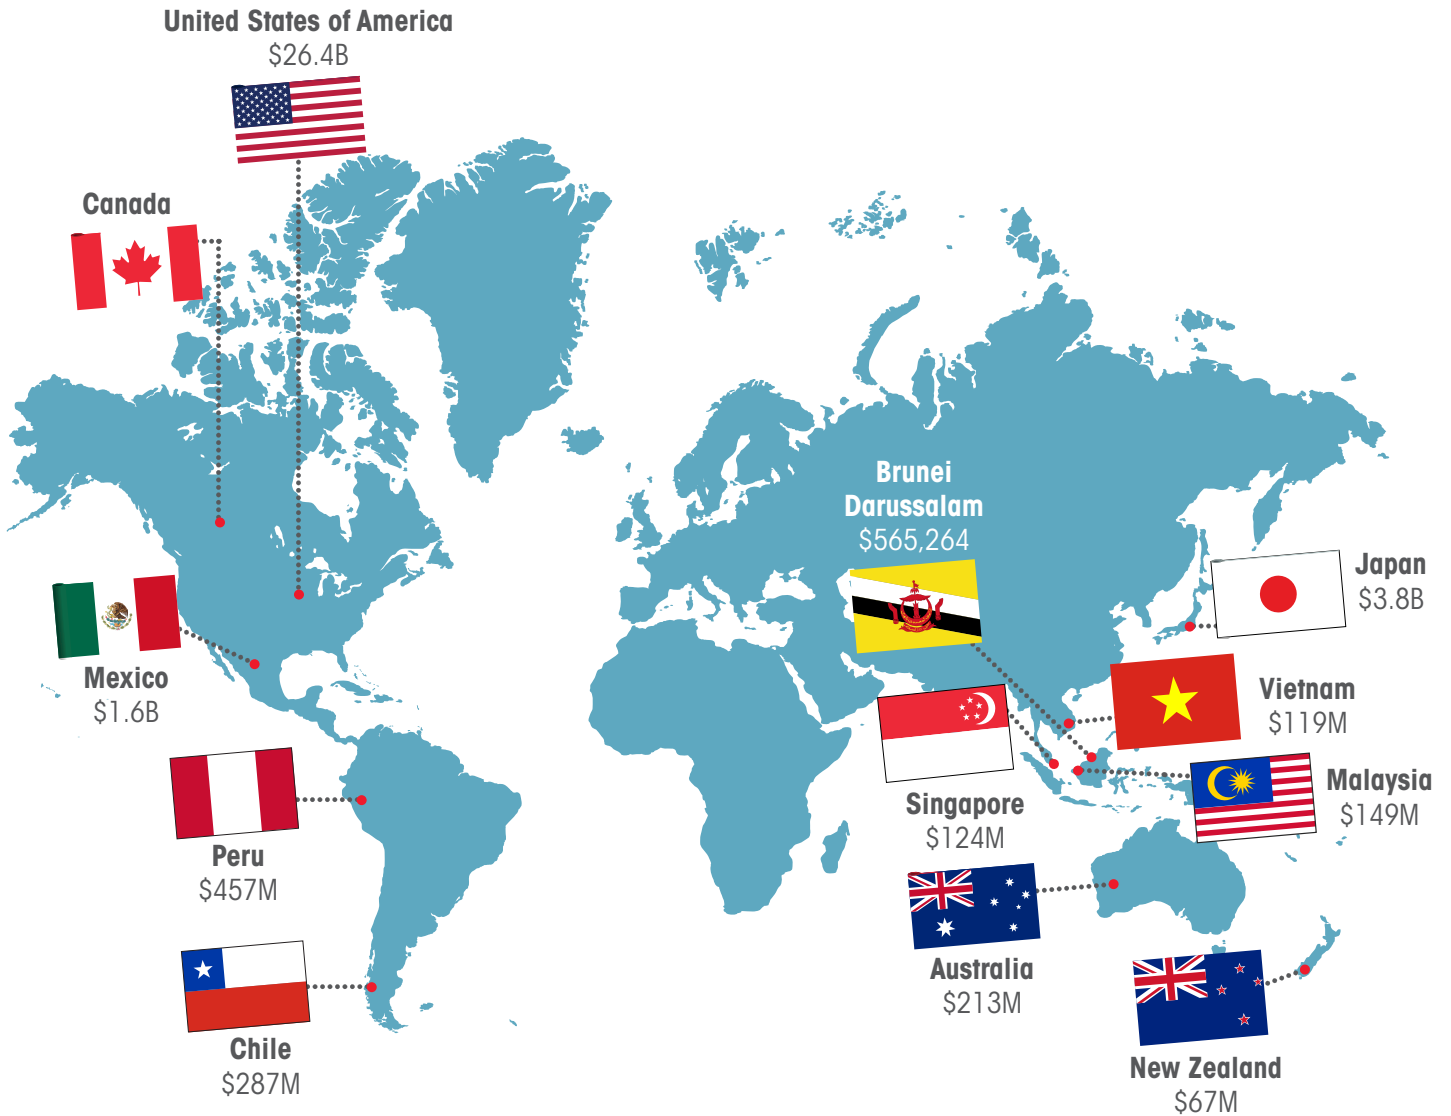 United States of America
$26.4B
Canada
Brunei
Darussalam
$565,264
Japan
$3.8B
Mexico
$1.6B
Vietnam
$119M
Malaysia
$149M
Singapore
$124M
Peru
$457M
Australia
$213M
Chile
$287M
New Zealand
$67M